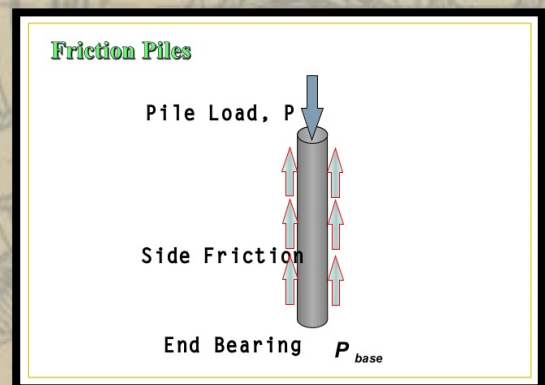 Friction Piles
Pile Load, P
Side Friction
End Bearing P base